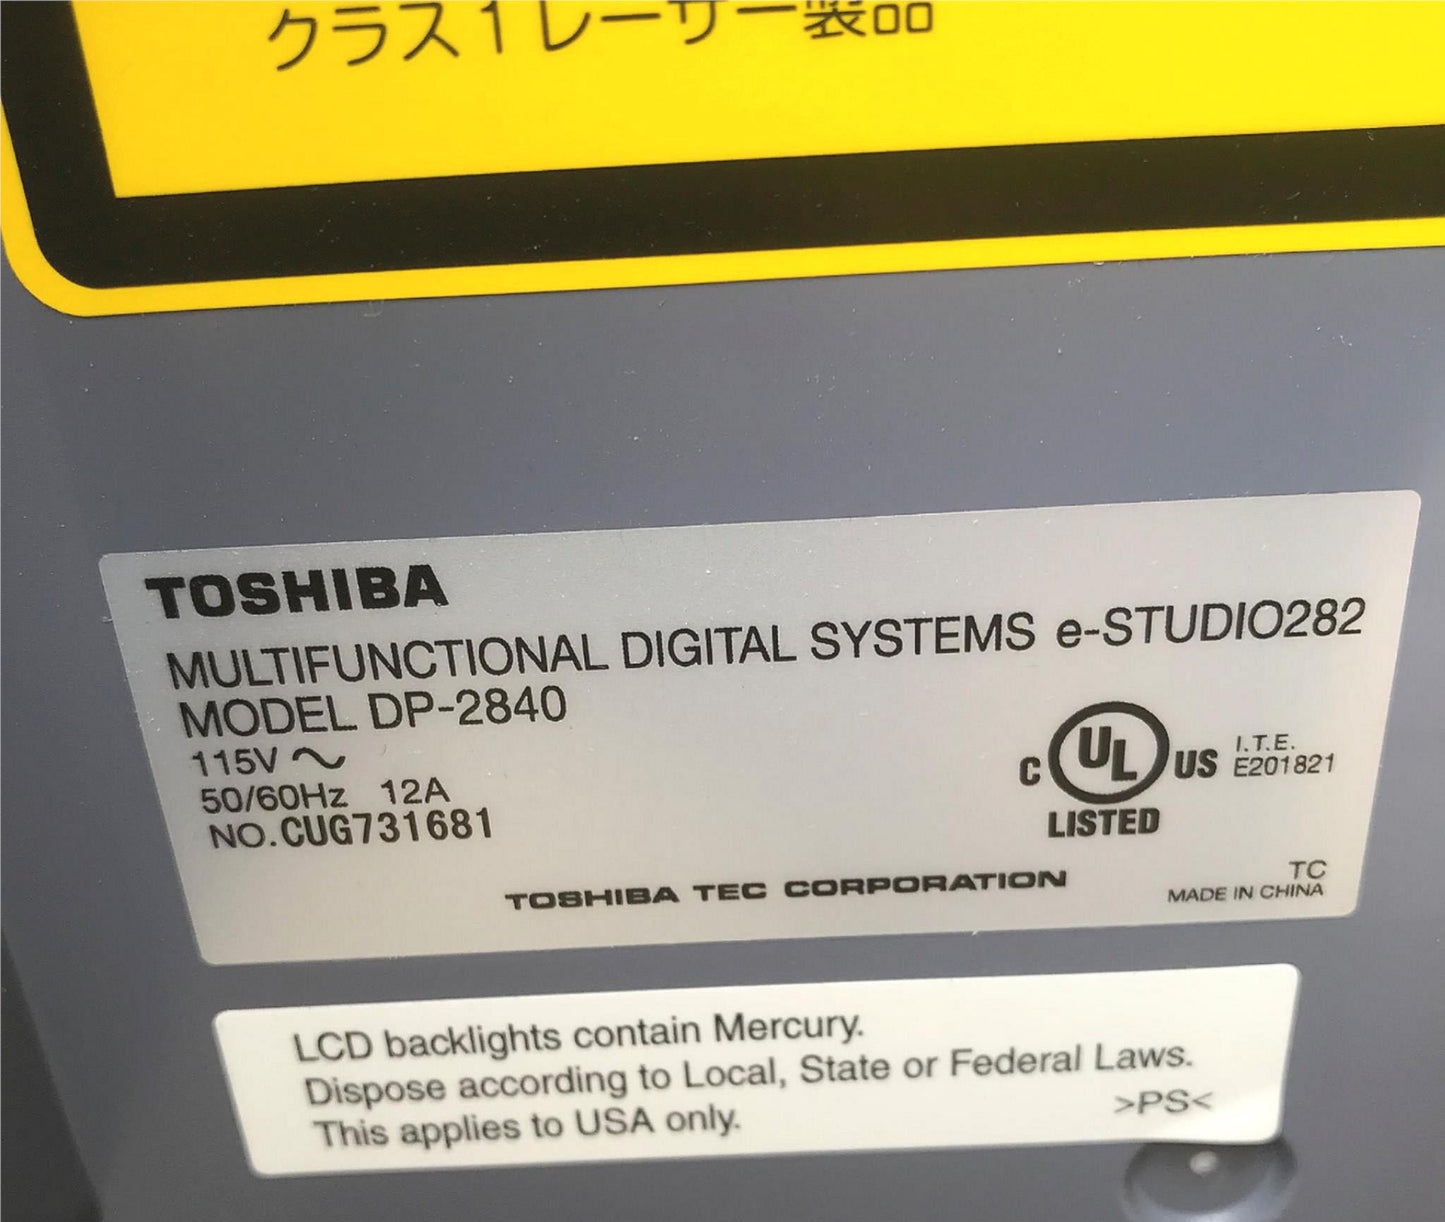 クラス1レーザー製品
TOSHIBA
MULTIFUNCTIONAL DIGITAL SYSTEMS e-STUDIO282
MODEL DP-2840
115V ~
50/60Hz 12A
NO.CUG731681
C UL US I.T.E.
E201821
LISTED
TOSHIBA TEC CORPORATION
TC
MADE IN CHINA
LCD backlights contain Mercury.
Dispose according to Local, State or Federal Laws.
This applies to USA only.
>PS<